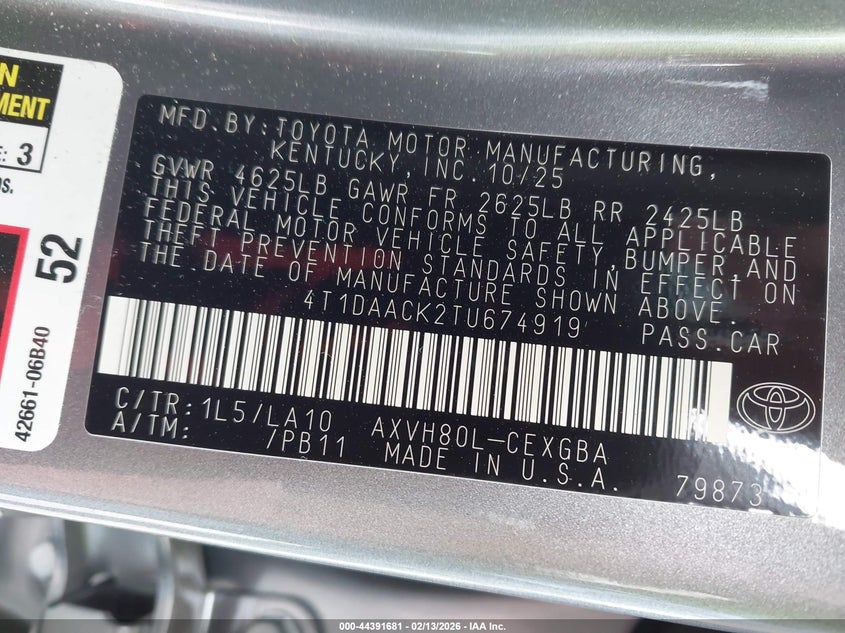 N
MENT
E: 3
OS.
52
42661-06B40
MFD.BY:TOYOTA MOTOR MANUFACTURING,
KENTUCKY, INC. 10/25
GVWR 4625LB GAWR FR 2625LB RR 2425LB
THIS VEHICLE CONFORMS TO ALL APPLICABLE
FEDERAL MOTOR VEHICLE SAFETY,BUMPER,AND
THEFT PREVENTION STANDARDS IN EFFECT ON
THE DATE OF MANUFACTURE SHOWN ABOVE.
4T1DAACK2TU674919 PASS.CAR
C/TR:1L5/LA10 AXVH80L-CEXGBA
A/TM: /PB11 MADE IN U.S.A.
79873
000-44391681 - 02/13/2026 - IAA Inc.